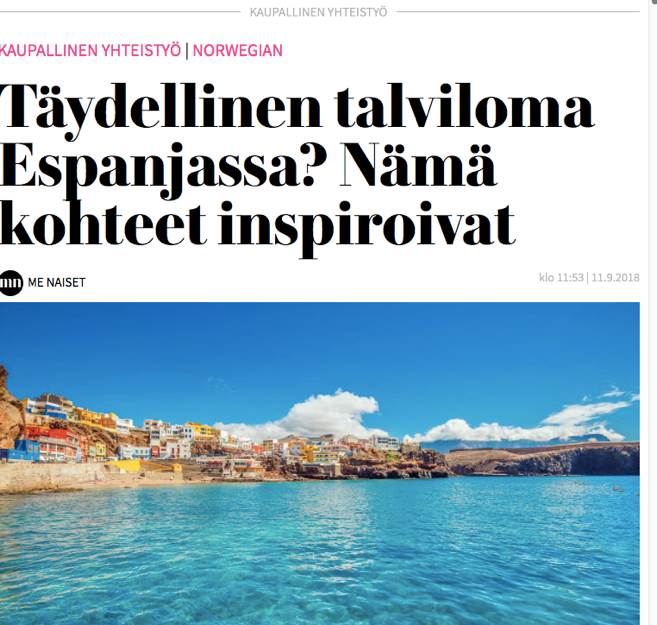 KAUPALLINEN YHTEISTYÖ
KAUPALLINEN YHTEISTYÖ | NORWEGIAN
Täydellinen talviloma
Espanjassa? Nämä
kohteet inspiroivat
mn ME NAISET
klo 11:53 | 11.9.2018